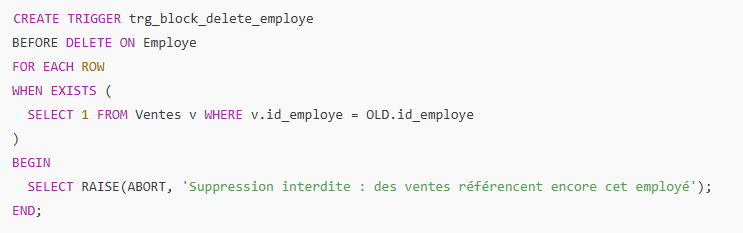 CREATE TRIGGER trg_block_delete_employe
BEFORE DELETE ON Employe
FOR EACH ROW
WHEN EXISTS (
  SELECT 1 FROM Ventes v WHERE v.id_employe = OLD.id_employe
)
BEGIN
  SELECT RAISE(ABORT, 'Suppression interdite : des ventes référencent encore cet employé');
END;